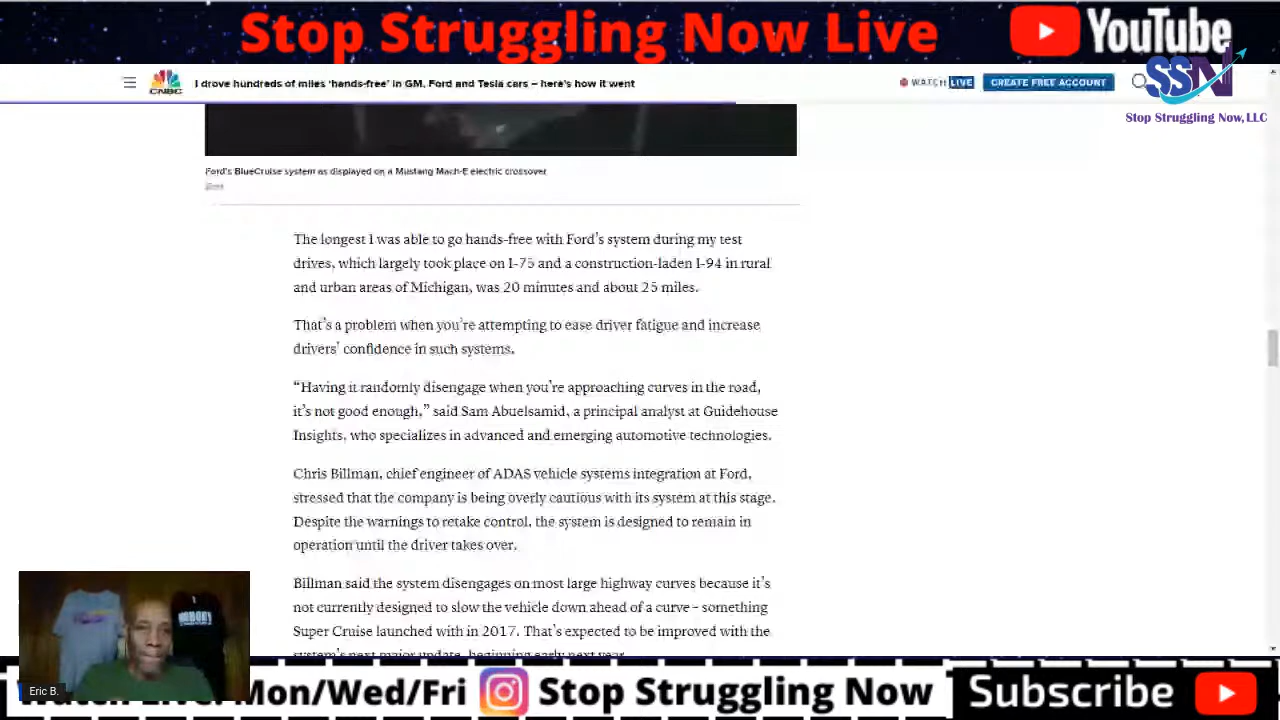 Stop Struggling Now Live
YouTube
CNBC
I drove hundreds of miles ‘hands-free’ in GM, Ford and Tesla cars – here’s how it went
WATCH LIVE
CREATE FREE ACCOUNT
SSN
Stop Struggling Now, LLC
Ford's BlueCruise system as displayed on a Mustang Mach-E electric crossover
The longest I was able to go hands-free with Ford’s system during my test
drives, which largely took place on I-75 and a construction-laden I-94 in rural
and urban areas of Michigan, was 20 minutes and about 25 miles.
That’s a problem when you’re attempting to ease driver fatigue and increase
drivers’ confidence in such systems.
“Having it randomly disengage when you’re approaching curves in the road,
it’s not good enough,” said Sam Abuelsamid, a principal analyst at Guidehouse
Insights, who specializes in advanced and emerging automotive technologies.
Chris Billman, chief engineer of ADAS vehicle systems integration at Ford,
stressed that the company is being overly cautious with its system at this stage.
Despite the warnings to retake control, the system is designed to remain in
operation until the driver takes over.
Billman said the system disengages on most large highway curves because it’s
not currently designed to slow the vehicle down ahead of a curve – something
Super Cruise launched with in 2017. That’s expected to be improved with the
system’s next major update, beginning early next year.
Eric B.
Mon/Wed/Fri
Stop Struggling Now
Subscribe